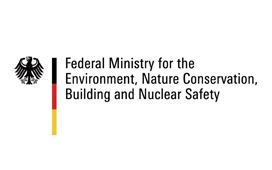 Federal Ministry for the
Environment, Nature Conservation,
Building and Nuclear Safety